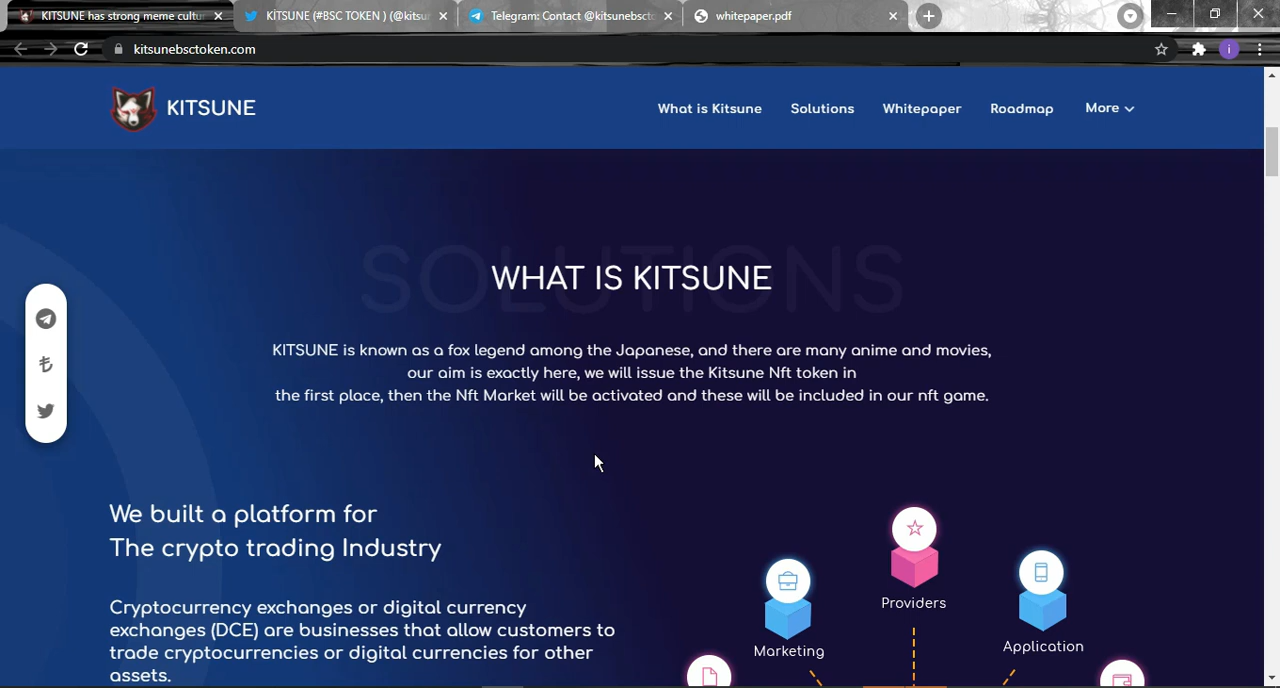 KITSUNE has strong meme cultu
KİTSUNE (#BSC TOKEN ) (@kitsu
Telegram: Contact @kitsunebsct
whitepaper.pdf
kitsunebsctoken.com
i
KITSUNE
What is Kitsune
Solutions
Whitepaper
Roadmap
More
SOLUTIONS
WHAT IS KITSUNE
KITSUNE is known as a fox legend among the Japanese, and there are many anime and movies,
our aim is exactly here, we will issue the Kitsune Nft token in
the first place, then the Nft Market will be activated and these will be included in our nft game.
We built a platform for
The crypto trading Industry
Cryptocurrency exchanges or digital currency
exchanges (DCE) are businesses that allow customers to
trade cryptocurrencies or digital currencies for other
assets.
Providers
Marketing
Application